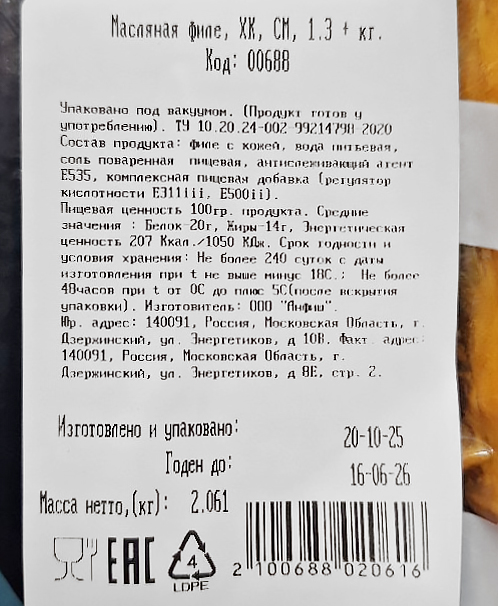 Масляная филе, ХК, СМ, 1.3 + кг.
Код: 00688
Упаковано под вакуумом. (Продукт готов у
употреблению). ТУ 10.20.24-002-99214798-2020
Состав продукта: филе с кожей, вода питьевая,
соль поваренная пищевая, антислеживающий агент
Е535, комплексная пищевая добавка (регулятор
кислотности Е311iii, Е500ii).
Пищевая ценность 100гр. продукта. Средние
значения : Белок-20г, Жиры-14г, Энергетическая
ценность 207 Ккал./1050 КДж. Срок годности и
условия хранения: Не более 240 суток с даты
изготовления при t не выше минус 18С.; Не более
48часов при t от 0С до плюс 5С(после вскрытия
упаковки). Изготовитель: ООО "Анфиш".
Юр. адрес: 140091, Россия, Московская Область, г.
Дзержинский, ул. Энергетиков, д 10В. Факт. адрес:
140091, Россия, Московская Область, г.
Дзержинский, ул. Энергетиков, д 8Е, стр. 2.
Изготовлено и упаковано: 20-10-25
Годен до: 16-06-26
Масса нетто,(кг): 2.061
EAC
4
LDPE
2 100688 020616